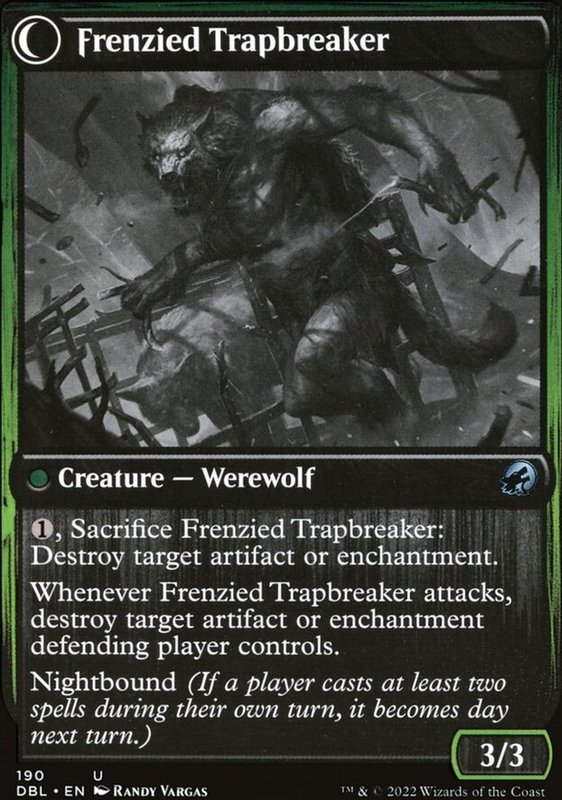 Frenzied Trapbreaker
Creature — Werewolf
1, Sacrifice Frenzied Trapbreaker:
Destroy target artifact or enchantment.
Whenever Frenzied Trapbreaker attacks,
destroy target artifact or enchantment
defending player controls.
Nightbound (If a player casts at least two
spells during their own turn, it becomes day
next turn.)
3/3
190 U
DBL • EN RANDY VARGAS
™ & © 2022 Wizards of the Coast